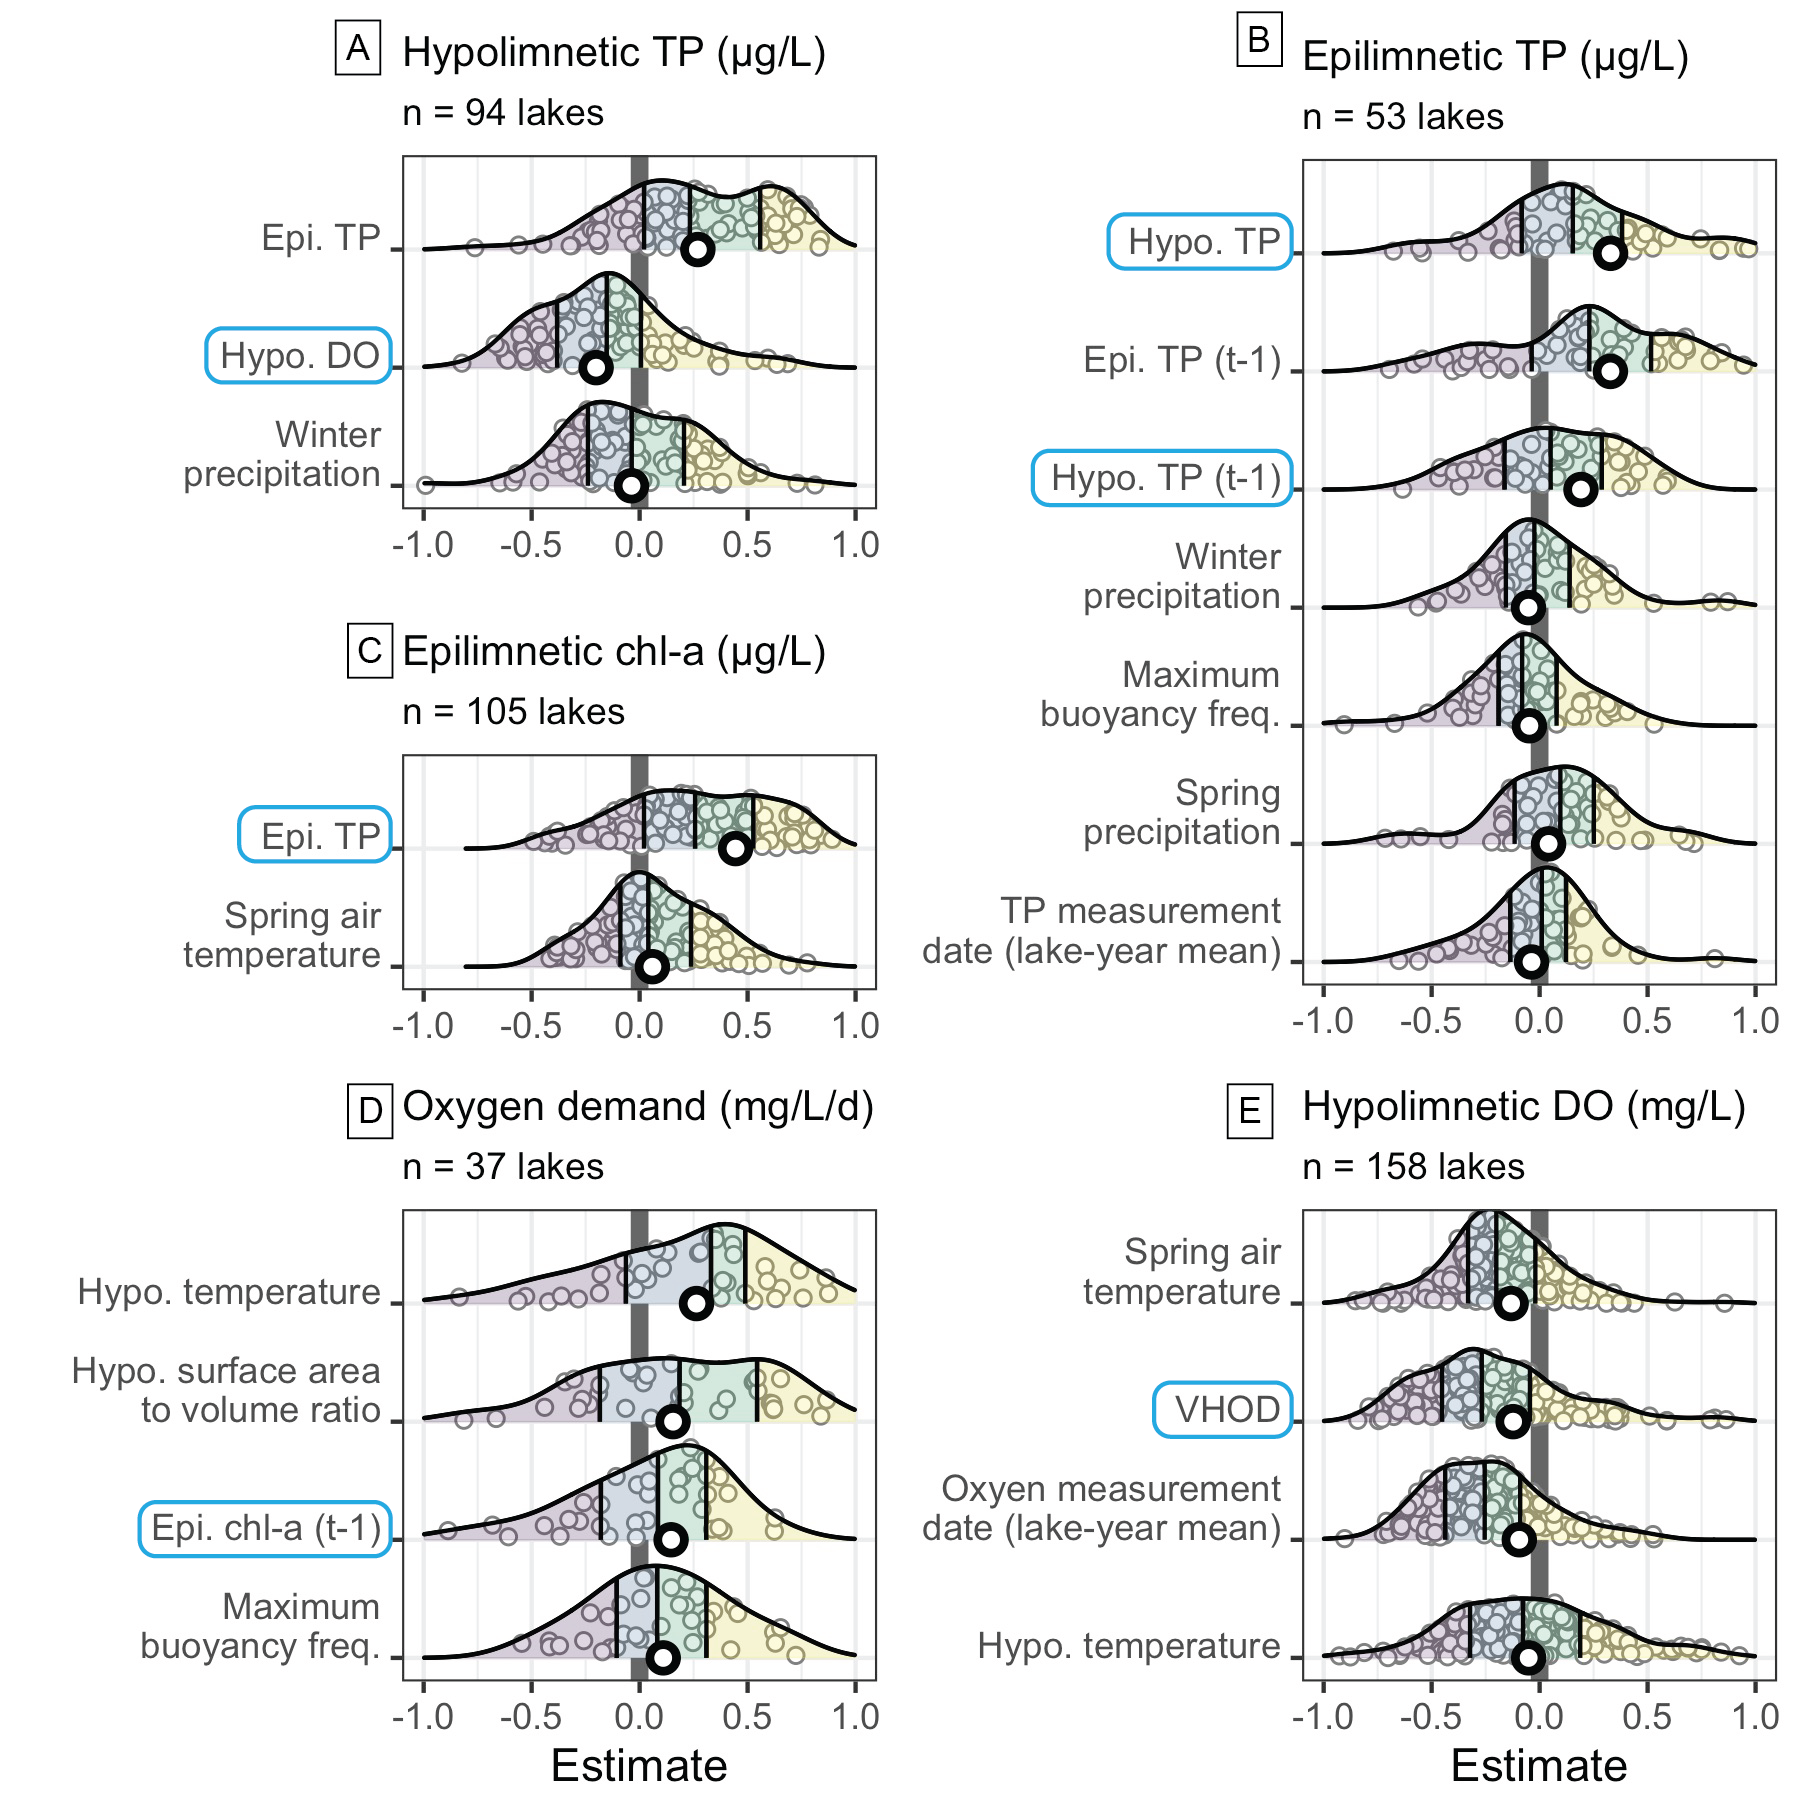 A
Hypolimnetic TP (µg/L)
n = 94 lakes
Epi. TP
Hypo. DO
Winter
precipitation
-1.0 -0.5 0.0 0.5 1.0
B
Epilimnetic TP (µg/L)
n = 53 lakes
Hypo. TP
Epi. TP (t-1)
Hypo. TP (t-1)
Winter
precipitation
Maximum
buoyancy freq.
Spring
precipitation
TP measurement
date (lake-year mean)
-1.0 -0.5 0.0 0.5 1.0
C
Epilimnetic chl-a (µg/L)
n = 105 lakes
Epi. TP
Spring air
temperature
-1.0 -0.5 0.0 0.5 1.0
D
Oxygen demand (mg/L/d)
n = 37 lakes
Hypo. temperature
Hypo. surface area
to volume ratio
Epi. chl-a (t-1)
Maximum
buoyancy freq.
-1.0 -0.5 0.0 0.5 1.0
Estimate
E
Hypolimnetic DO (mg/L)
n = 158 lakes
Spring air
temperature
VHOD
Oxyen measurement
date (lake-year mean)
Hypo. temperature
-1.0 -0.5 0.0 0.5 1.0
Estimate